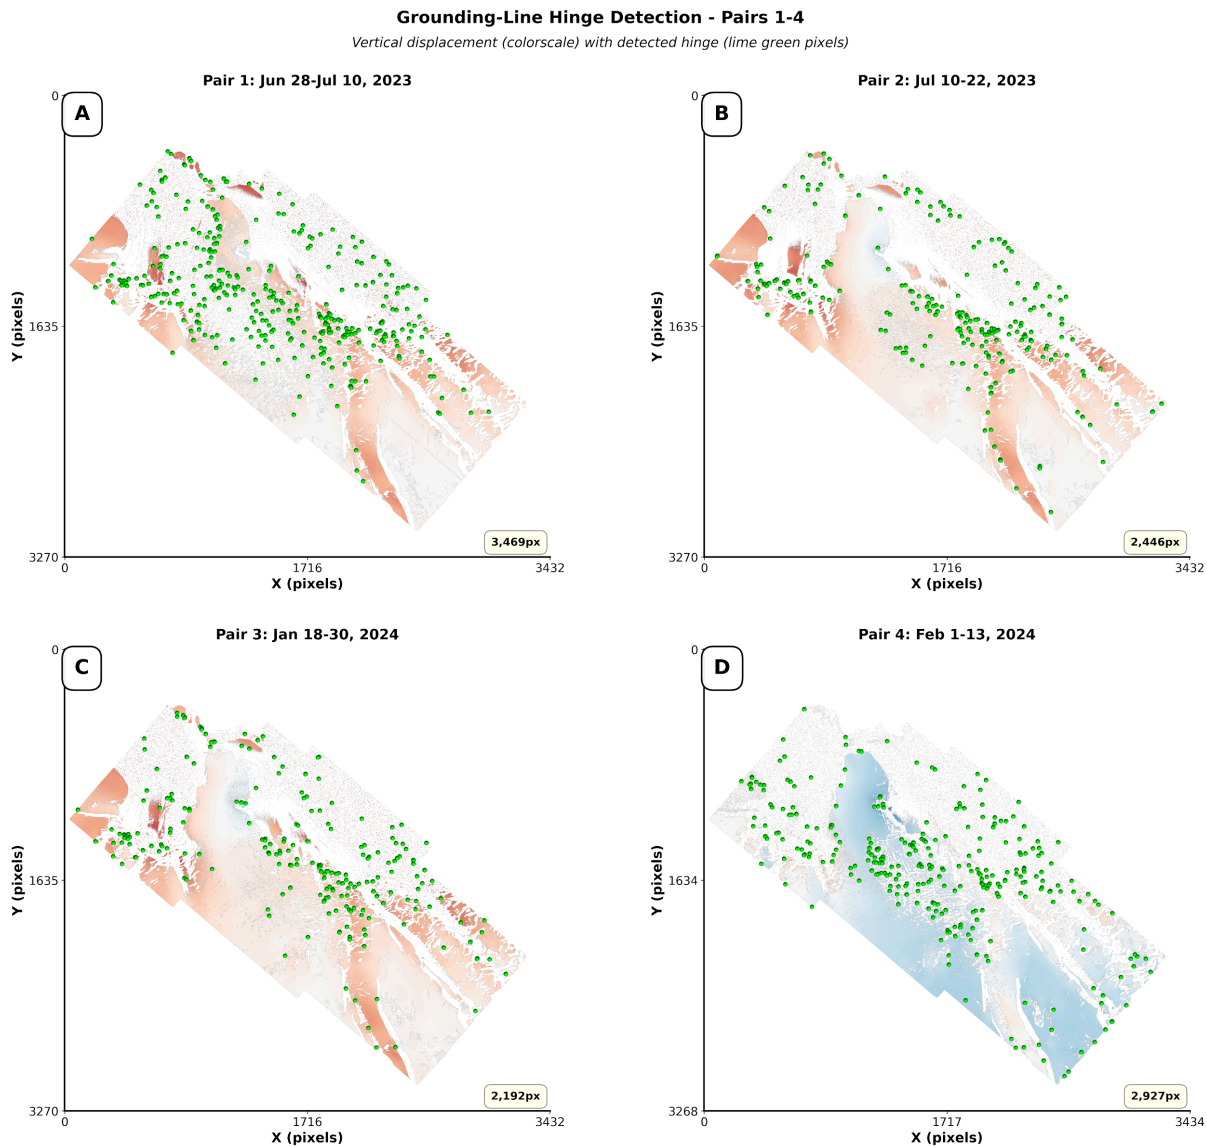 Grounding-Line Hinge Detection - Pairs 1-4
Vertical displacement (colorscale) with detected hinge (lime green pixels)
Pair 1: Jun 28-Jul 10, 2023
A
0
1635
3270
Y (pixels)
0
1716
3432
X (pixels)
3,469px
Pair 2: Jul 10-22, 2023
B
0
1635
3270
Y (pixels)
0
1716
3432
X (pixels)
2,446px
Pair 3: Jan 18-30, 2024
C
0
1635
3270
Y (pixels)
0
1716
3432
X (pixels)
2,192px
Pair 4: Feb 1-13, 2024
D
0
1634
3268
Y (pixels)
0
1717
3434
X (pixels)
2,927px